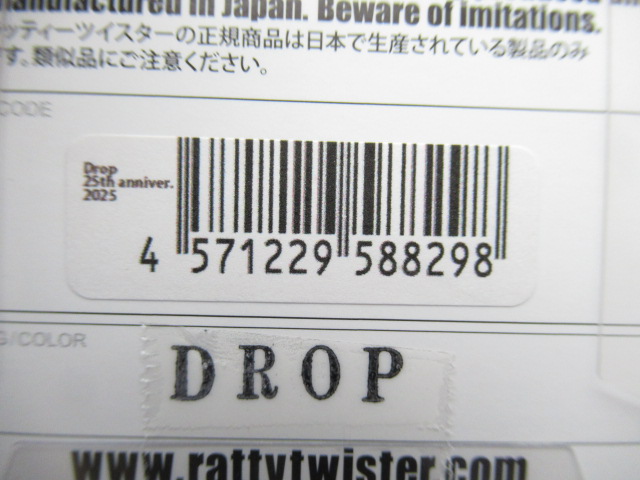 manufactured in Japan. Beware of imitations.
ッティーツイスターの正規商品は日本で生産されている製品のみ
です。類似品にご注意ください。
CODE
Drop
25th anniver.
2025
4 571229 588298
G/COLOR
DROP
www.rattytwister.com